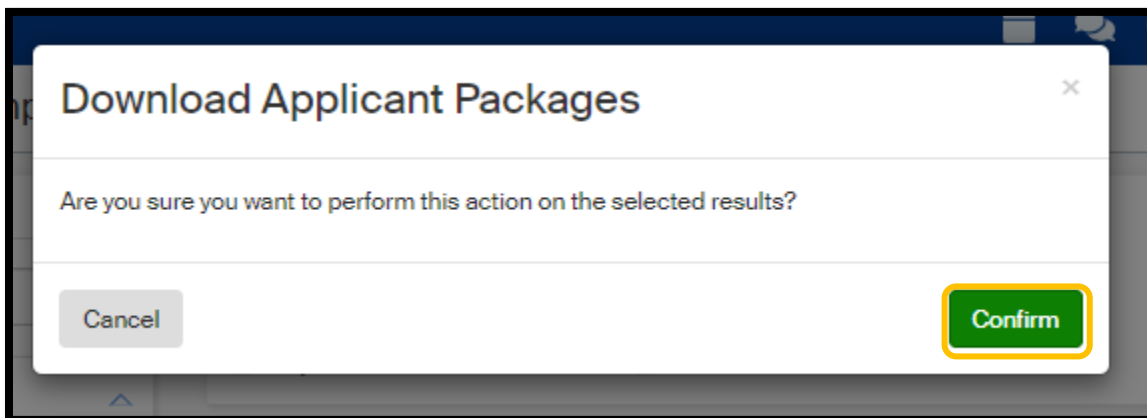 Download Applicant Packages
×
Are you sure you want to perform this action on the selected results?
Cancel
Confirm